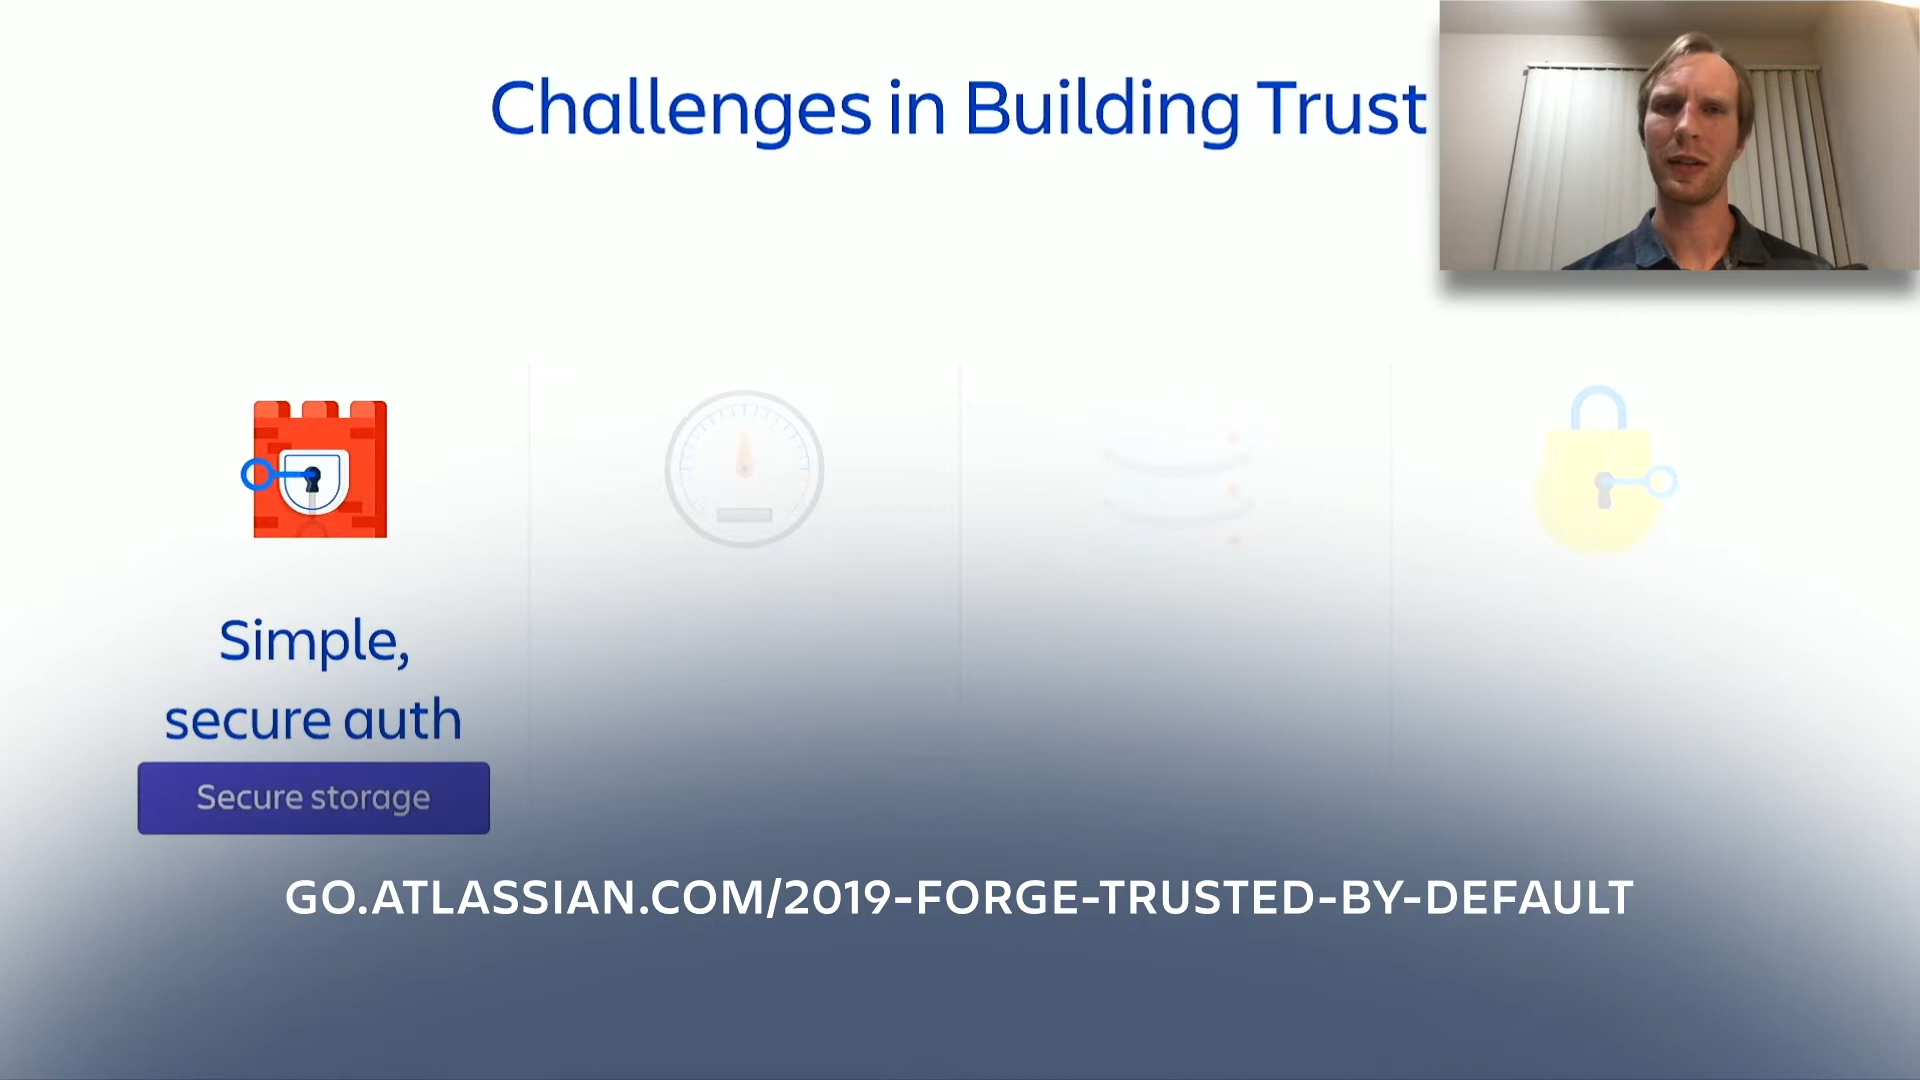 Challenges in Building Trust
Simple,
secure auth
Secure storage
GO.ATLASSIAN.COM/2019-FORGE-TRUSTED-BY-DEFAULT